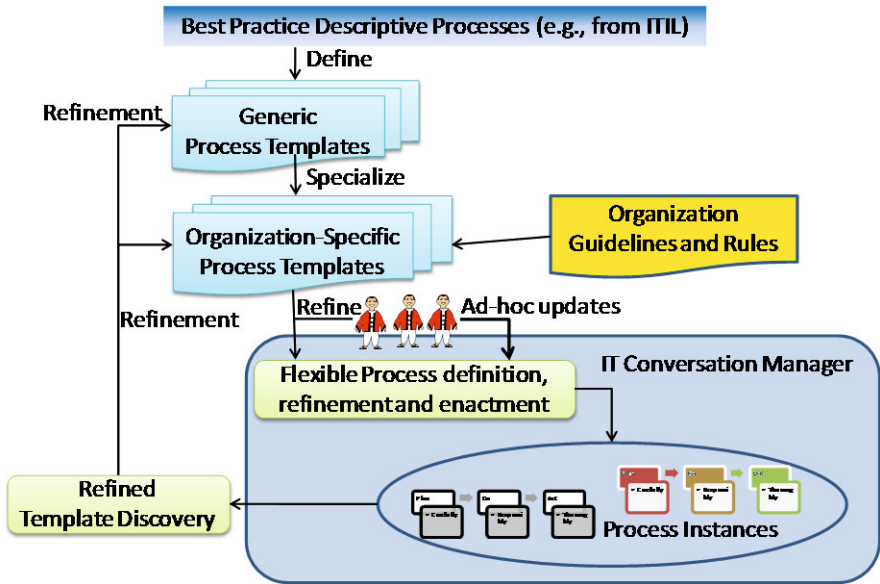 Best Practice Descriptive Processes (e.g., from ITIL)
Define
Refinement
Generic
Process Templates
Specialize
Organization-Specific
Process Templates
Organization
Guidelines and Rules
Refinement
Refine
Ad-hoc updates
IT Conversation Manager
Flexible Process definition,
refinement and enactment
Refined
Template Discovery
Process Instances